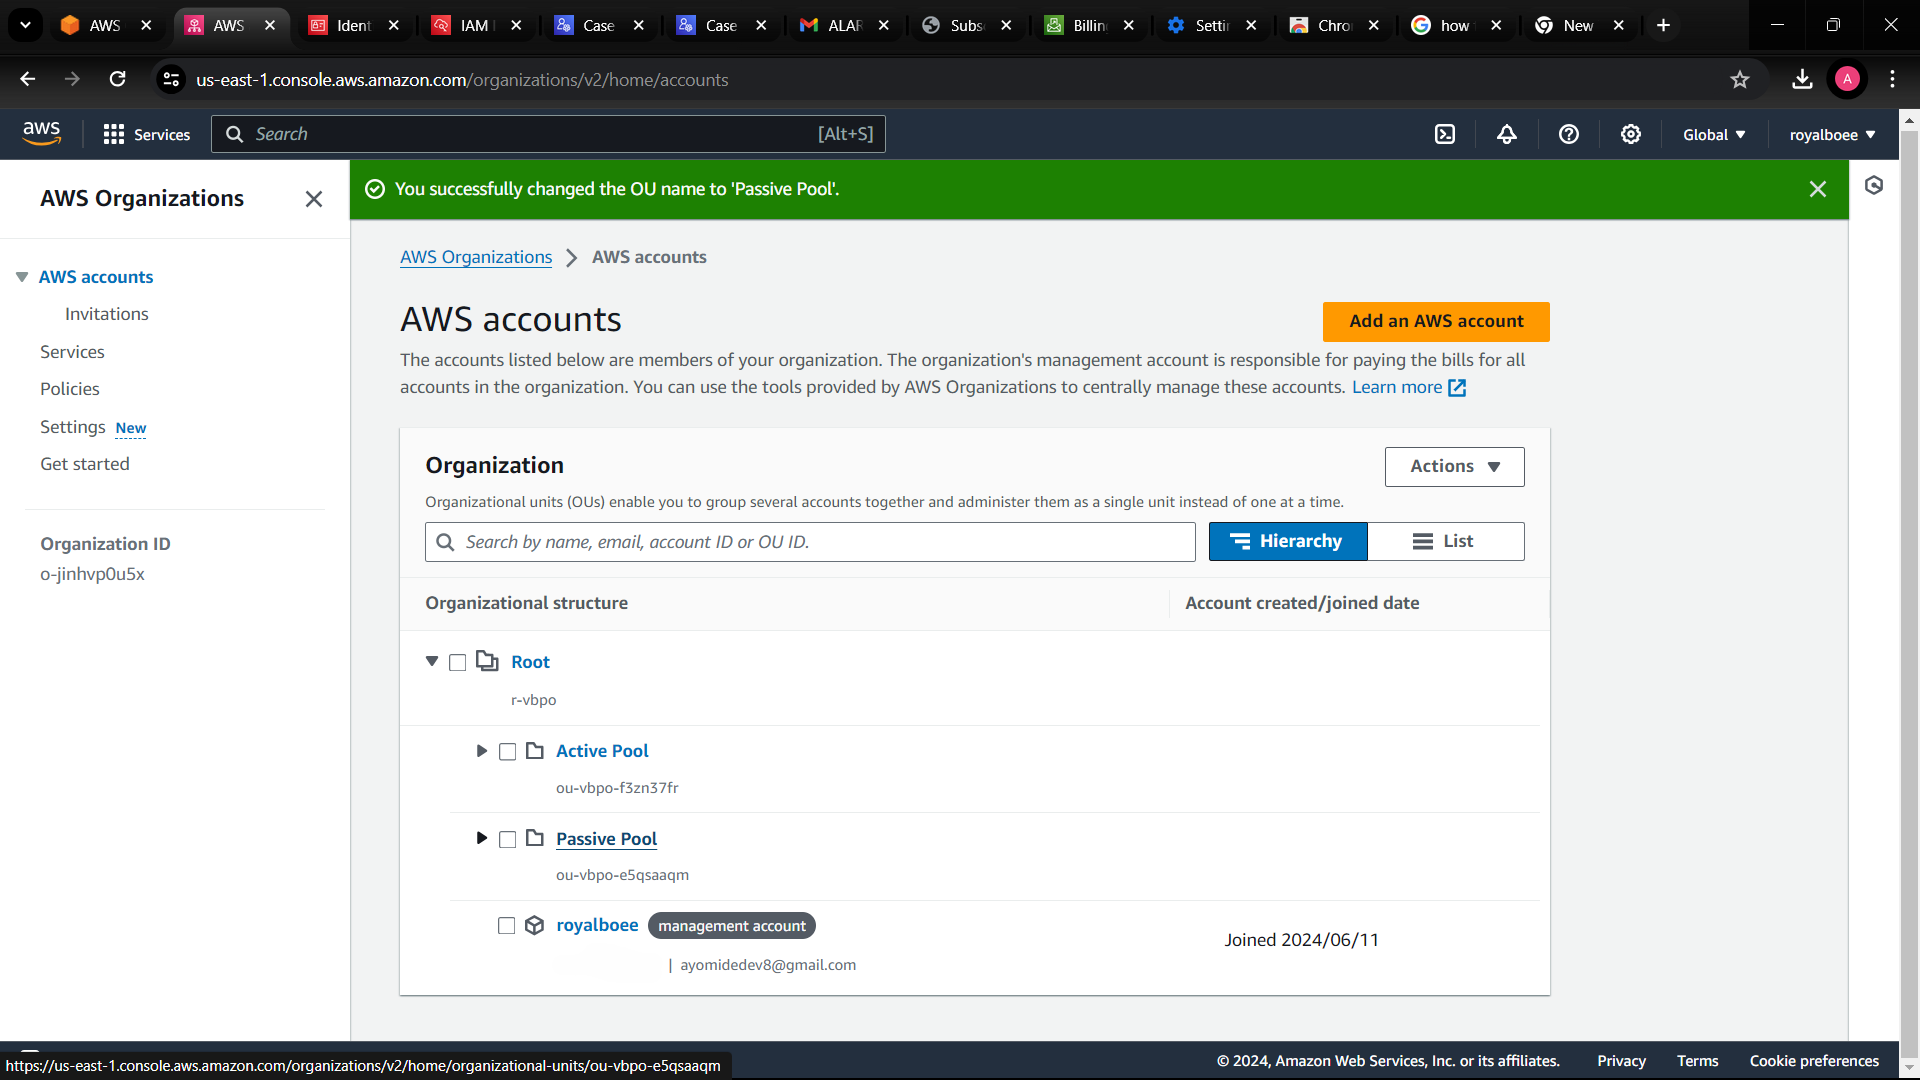 AWS
AWS
Ident
IAM
Case
Case
ALAR
Subs
Billin
Settin
Chro
how
New
us-east-1.console.aws.amazon.com/organizations/v2/home/accounts
A
aws
Services
Search
[Alt+S]
Global
royalboee
AWS Organizations
You successfully changed the OU name to 'Passive Pool'.
AWS accounts
Invitations
Services
Policies
Settings New
Get started
Organization ID
o-jinhvp0u5x
AWS Organizations
AWS accounts
AWS accounts
Add an AWS account
The accounts listed below are members of your organization. The organization's management account is responsible for paying the bills for all
accounts in the organization. You can use the tools provided by AWS Organizations to centrally manage these accounts. Learn more
Organization
Actions
Organizational units (OUs) enable you to group several accounts together and administer them as a single unit instead of one at a time.
Search by name, email, account ID or OU ID.
Hierarchy
List
Organizational structure
Account created/joined date
Root
r-vbpo
Active Pool
ou-vbpo-f3zn37fr
Passive Pool
ou-vbpo-e5qsaaqm
royalboee management account
Joined 2024/06/11
| ayomidedev8@gmail.com
https://us-east-1.console.aws.amazon.com/organizations/v2/home/organizational-units/ou-vbpo-e5qsaaqm
© 2024, Amazon Web Services, Inc. or its affiliates.
Privacy
Terms
Cookie preferences